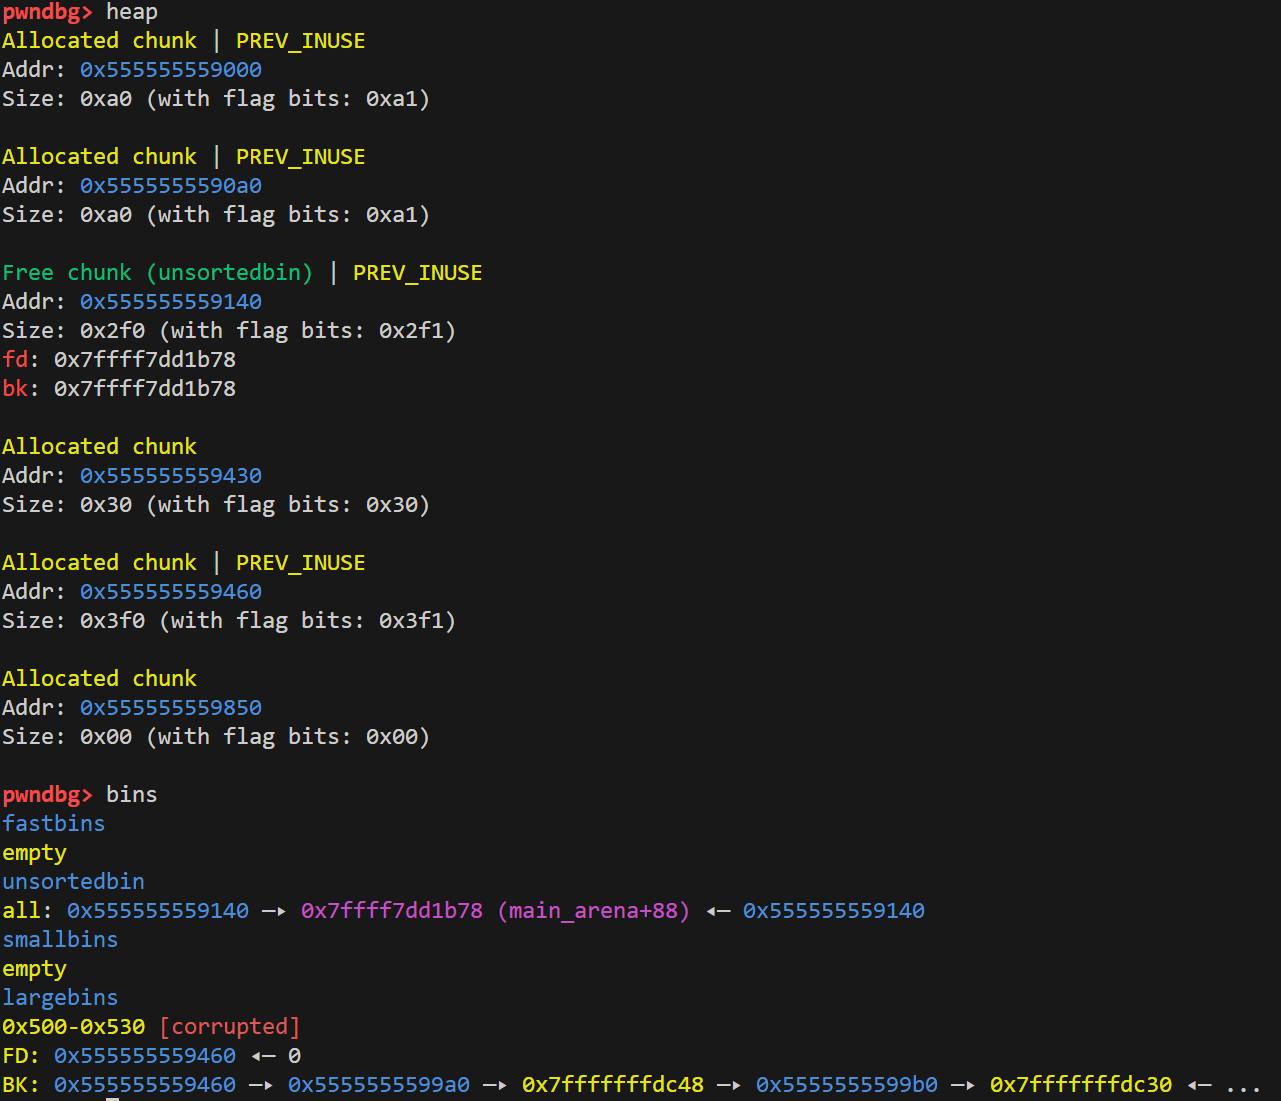 pwndbg> heap
Allocated chunk | PREV_INUSE
Addr: 0x555555559000
Size: 0xa0 (with flag bits: 0xa1)
Allocated chunk | PREV_INUSE
Addr: 0x5555555590a0
Size: 0xa0 (with flag bits: 0xa1)
Free chunk (unsortedbin) | PREV_INUSE
Addr: 0x555555559140
Size: 0x2f0 (with flag bits: 0x2f1)
fd: 0x7ffff7dd1b78
bk: 0x7ffff7dd1b78
Allocated chunk
Addr: 0x555555559430
Size: 0x30 (with flag bits: 0x30)
Allocated chunk | PREV_INUSE
Addr: 0x555555559460
Size: 0x3f0 (with flag bits: 0x3f1)
Allocated chunk
Addr: 0x555555559850
Size: 0x00 (with flag bits: 0x00)
pwndbg> bins
fastbins
empty
unsortedbin
all: 0x555555559140 —▸ 0x7ffff7dd1b78 (main_arena+88) ◂— 0x555555559140
smallbins
empty
largebins
0x500-0x530 [corrupted]
FD: 0x555555559460 ◂— 0
BK: 0x555555559460 —▸ 0x5555555599a0 —▸ 0x7fffffffdc48 —▸ 0x5555555599b0 —▸ 0x7fffffffdc30 ◂— ...